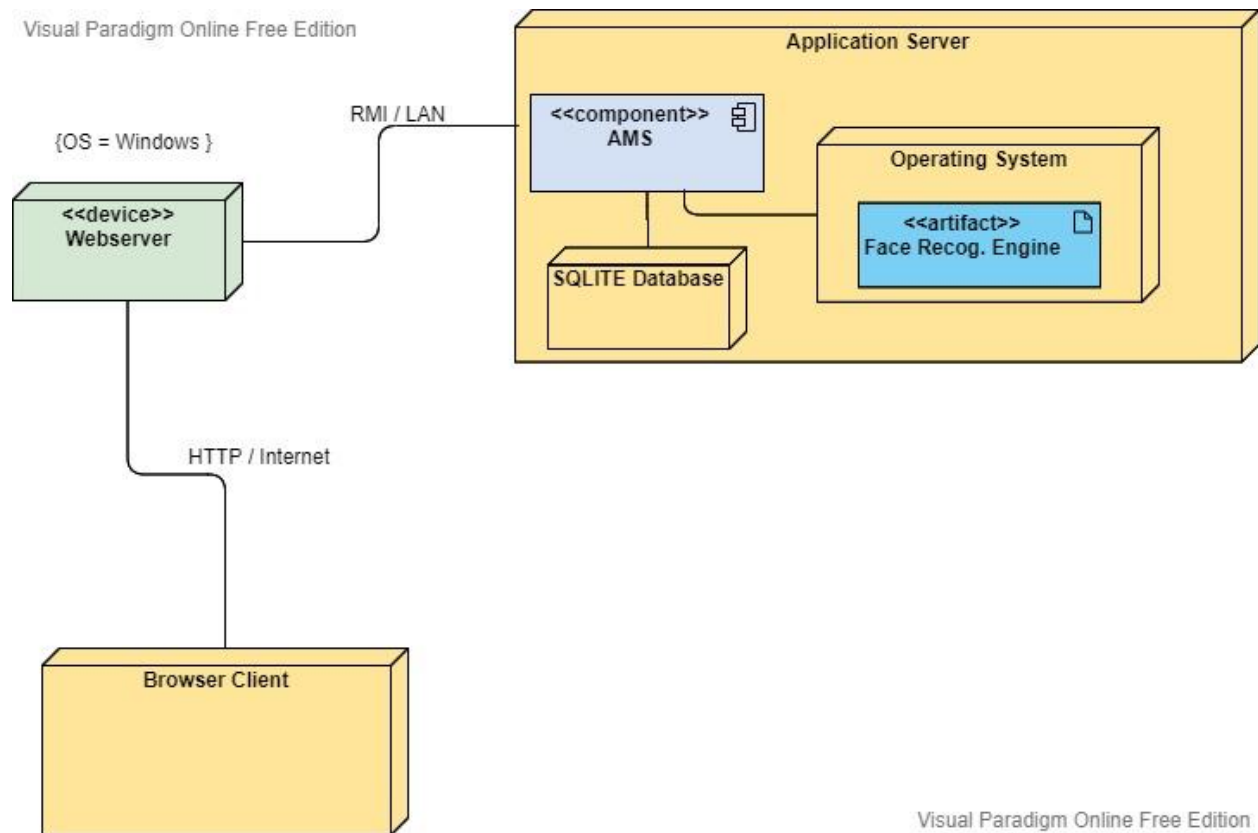 Visual Paradigm Online Free Edition
Application Server
RMI / LAN
<<component>>
AMS
{OS = Windows }
Operating System
<<device>>
Webserver
<<artifact>>
Face Recog. Engine
SQLITE Database
HTTP / Internet
Browser Client
Visual Paradigm Online Free Edition